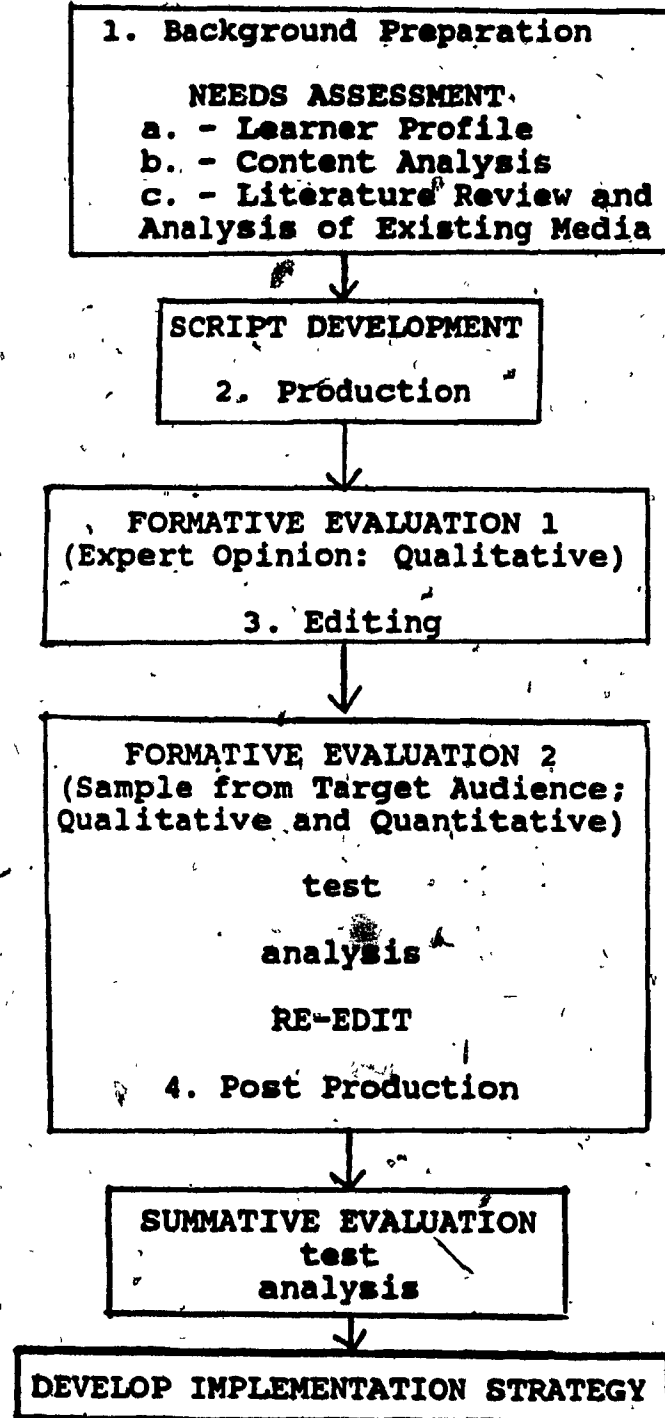 1. Background Preparation
NEEDS ASSESSMENT
a. - Learner Profile
b. - Content Analysis
c. - Literature Review and
Analysis of Existing Media
SCRIPT DEVELOPMENT
2. Production
FORMATIVE EVALUATION 1
(Expert Opinion: Qualitative)
3. Editing
FORMATIVE EVALUATION 2
(Sample from Target Audience;
Qualitative and Quantitative)
test
analysis
RE-EDIT
4. Post Production
SUMMATIVE EVALUATION
test
analysis
DEVELOP IMPLEMENTATION STRATEGY